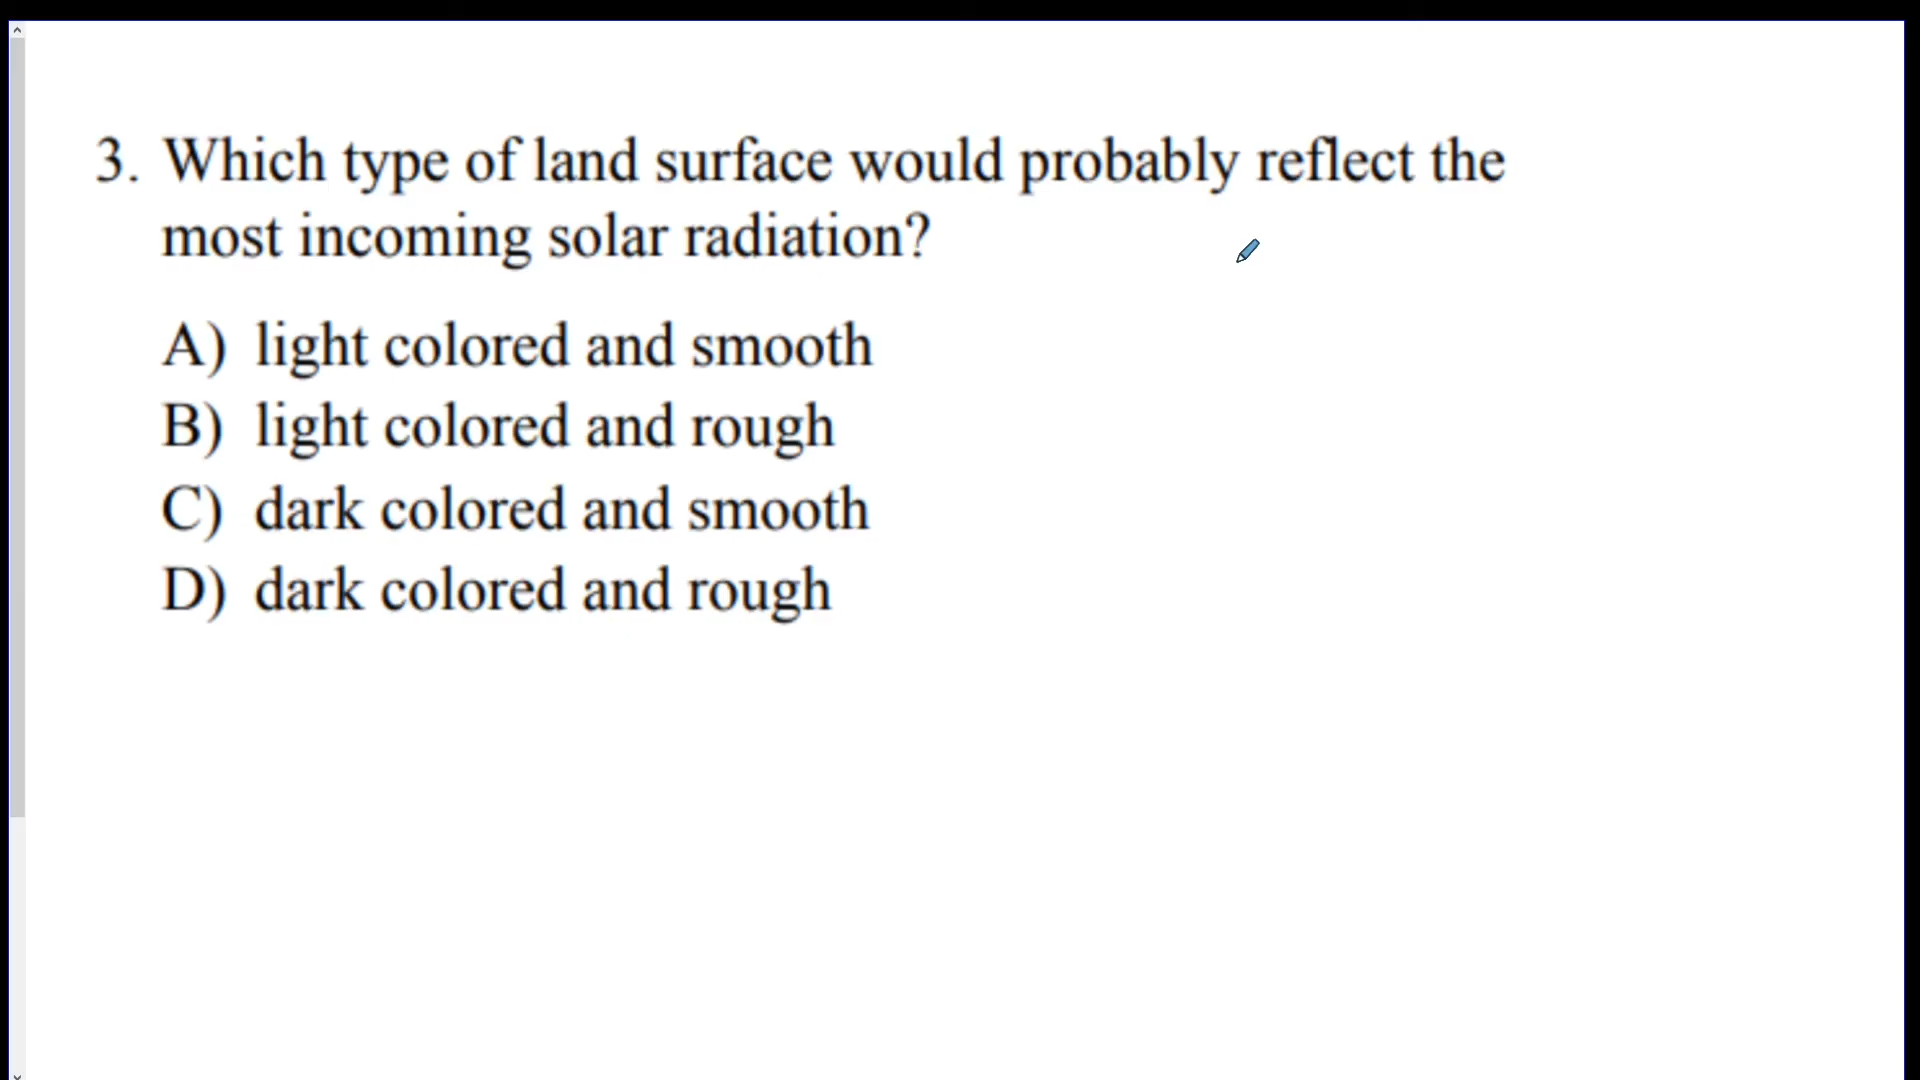 3. Which type of land surface would probably reflect the
most incoming solar radiation?
A) light colored and smooth
B) light colored and rough
C) dark colored and smooth
D) dark colored and rough